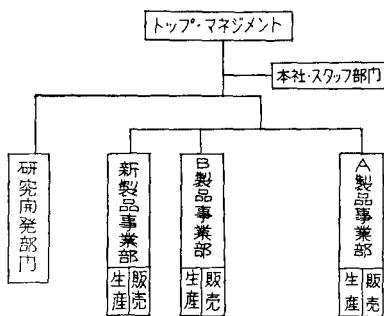 トップ・マネジメント
本社・スタッフ部門
研究開発部門
新製品事業部
生産
販売
B製品事業部
生産
販売
A製品事業部
生産
販売